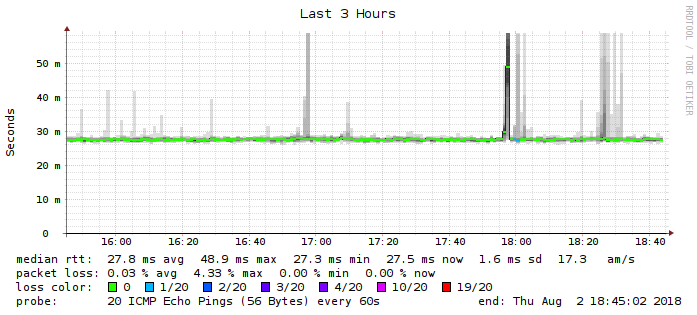 Last 3 Hours
RRDTOOL / TOBI OETIKER
Seconds
50 m
40 m
30 m
20 m
10 m
0
16:00 16:20 16:40 17:00 17:20 17:40 18:00 18:20 18:40
median rtt: 27.8 ms avg 48.9 ms max 27.3 ms min 27.5 ms now 1.6 ms sd 17.3 am/s
packet loss: 0.03 % avg 4.33 % max 0.00 % min 0.00 % now
loss color: 0 1/20 2/20 3/20 4/20 10/20 19/20
probe: 20 ICMP Echo Pings (56 Bytes) every 60s end: Thu Aug 2 18:45:02 2018